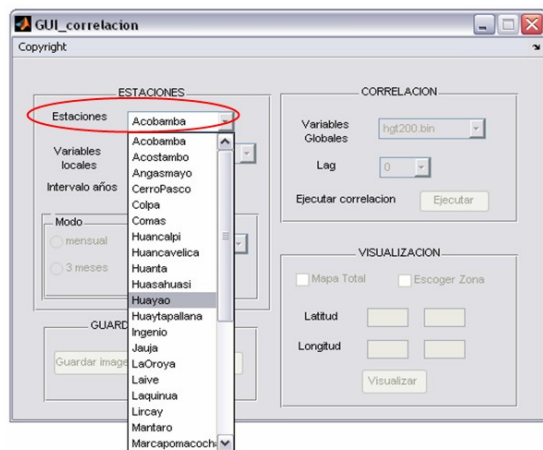 GUI_correlacion
Copyright
ESTACIONES
Estaciones
Acobamba
Variables
locales
Intervalo años
Modo
mensual
3 meses
Acobamba
Acostambo
Angasmayo
CerroPasco
Colpa
Comas
Huancalpi
Huancavelica
Huanta
Huasahuasi
Huayao
Huaytapallana
Ingenio
Jauja
LaOroya
Laive
Laquinua
Lircay
Mantaro
Marcapomacoch
GUARD
Guardar image
CORRELACION
Variables
Globales
hgt200.bin
Lag
0
Ejecutar correlacion
Ejecutar
VISUALIZACION
Mapa Total
Escoger Zona
Latitud
Longitud
Visualizar